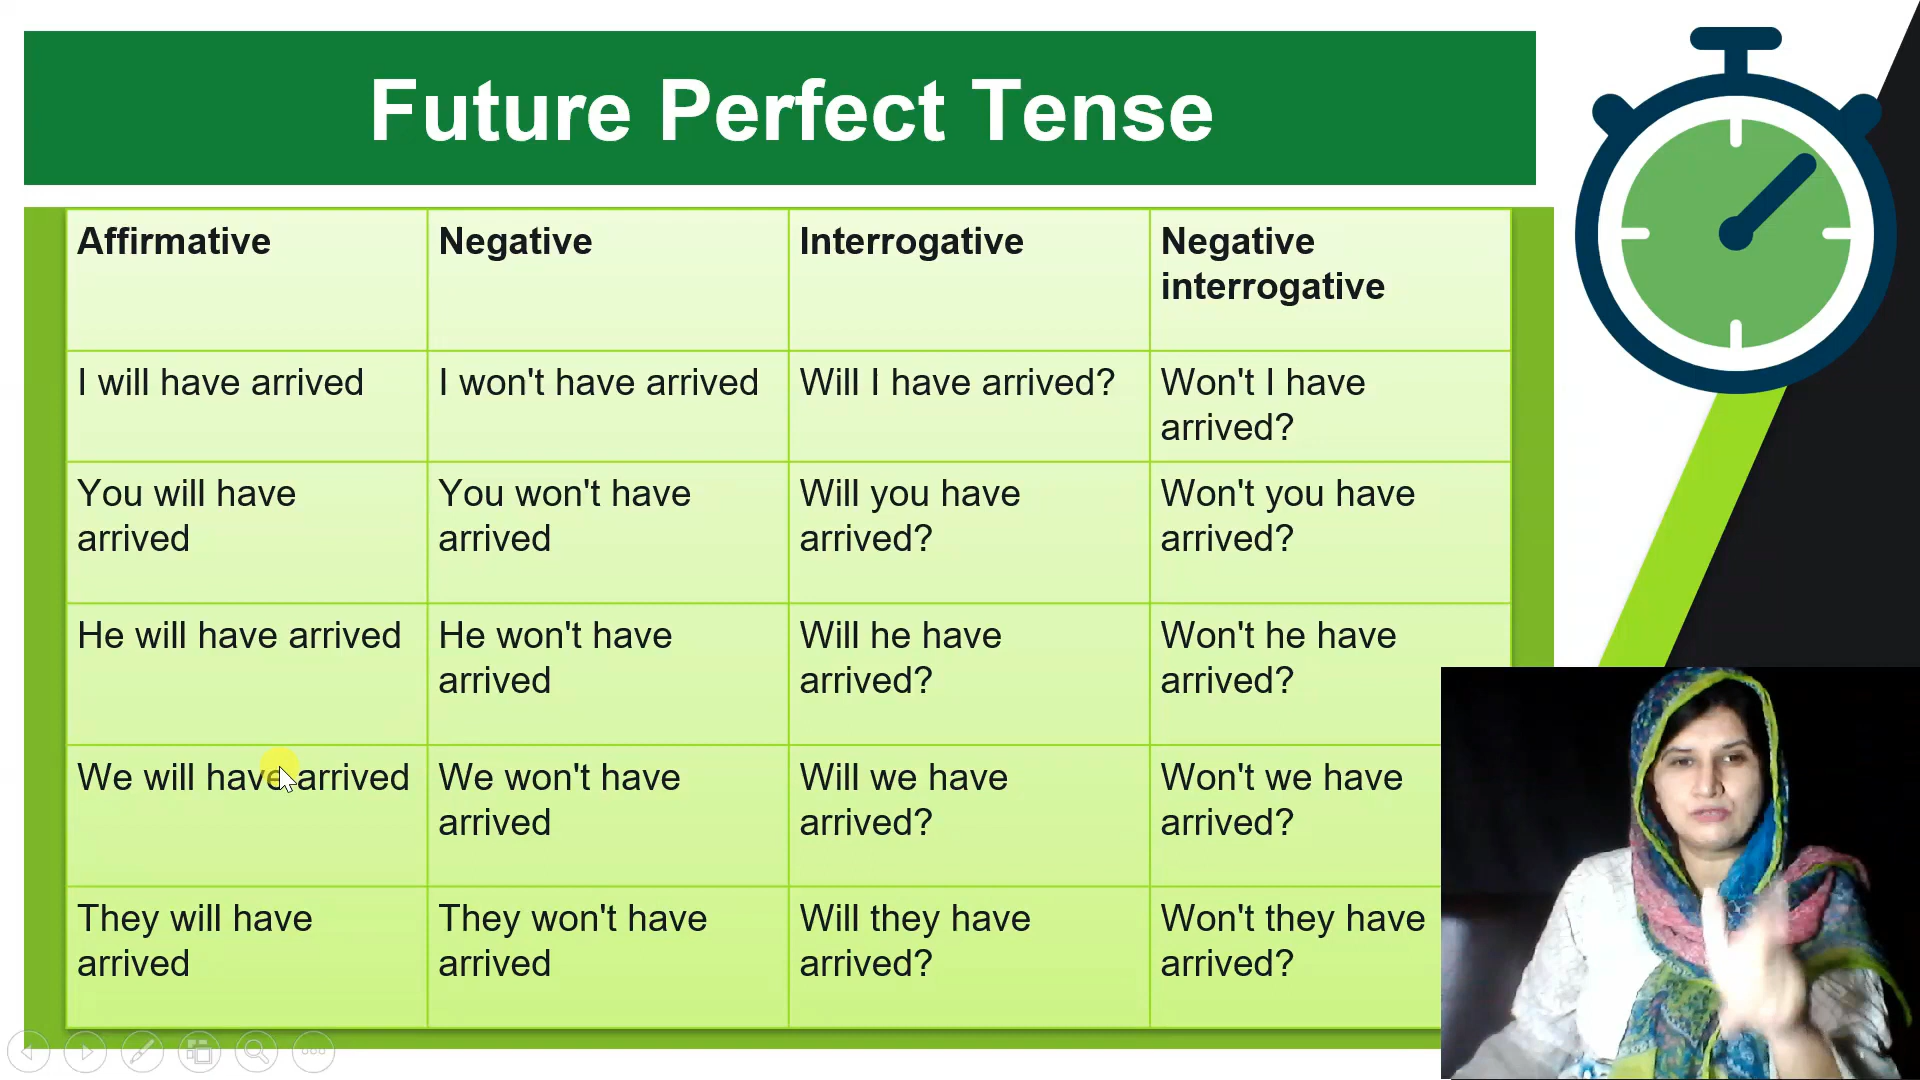 Future Perfect Tense
Affirmative
Negative
Interrogative
Negative
interrogative
I will have arrived
I won't have arrived
Will I have arrived?
Won't I have
arrived?
You will have
arrived
You won't have
arrived
Will you have
arrived?
Won't you have
arrived?
He will have arrived
He won't have
arrived
Will he have
arrived?
Won't he have
arrived?
We will have arrived
We won't have
arrived
Will we have
arrived?
Won't we have
arrived?
They will have
arrived
They won't have
arrived
Will they have
arrived?
Won't they have
arrived?